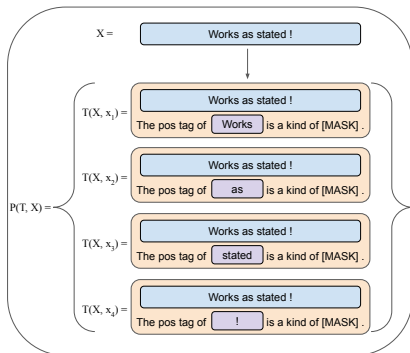 X = Works as stated !
Works as stated !
T(X, x₁) =
The pos tag of Works is a kind of [MASK] .
Works as stated !
T(X, x₂) =
The pos tag of as is a kind of [MASK] .
P(T, X) =
Works as stated !
T(X, x₃) =
The pos tag of stated is a kind of [MASK] .
Works as stated !
T(X, x₄) =
The pos tag of ! is a kind of [MASK] .